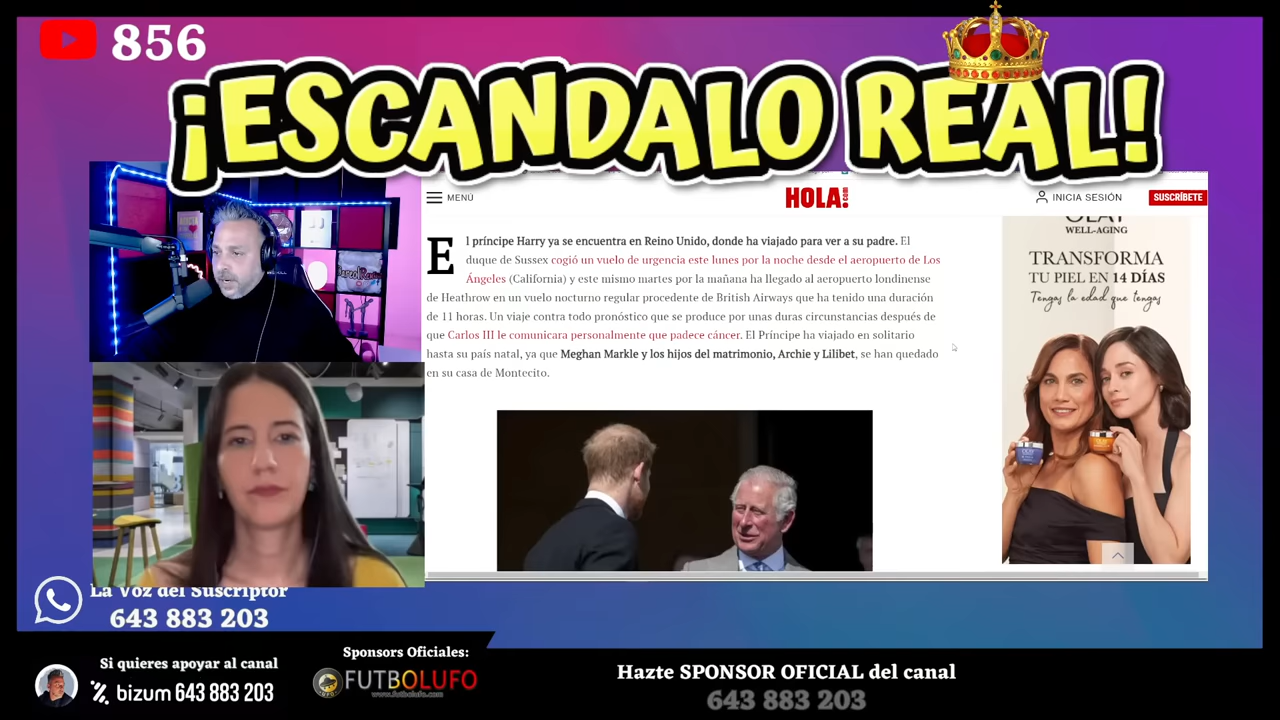 856
¡ESCANDALO REAL!
MENÚ
HOLA!
.com
INICIA SESIÓN
SUSCRÍBETE
El príncipe Harry ya se encuentra en Reino Unido, donde ha viajado para ver a su padre. El
duque de Sussex cogió un vuelo de urgencia este lunes por la noche desde el aeropuerto de Los
Ángeles (California) y este mismo martes por la mañana ha llegado al aeropuerto londinense
de Heathrow en un vuelo nocturno regular procedente de British Airways que ha tenido una duración
de 11 horas. Un viaje contra todo pronóstico que se produce por unas duras circunstancias después de
que Carlos III le comunicara personalmente que padece cáncer. El Príncipe ha viajado en solitario
hasta su país natal, ya que Meghan Markle y los hijos del matrimonio, Archie y Lilibet, se han quedado
en su casa de Montecito.
OLAY
WELL-AGING
TRANSFORMA
TU PIEL EN 14 DÍAS
Tengas la edad que tengas
La Voz del Suscriptor
643 883 203
Si quieres apoyar al canal
bizum 643 883 203
Sponsors Oficiales:
FUTBOLUFO
www.futbolufo.com
Hazte SPONSOR OFICIAL del canal
643 883 203